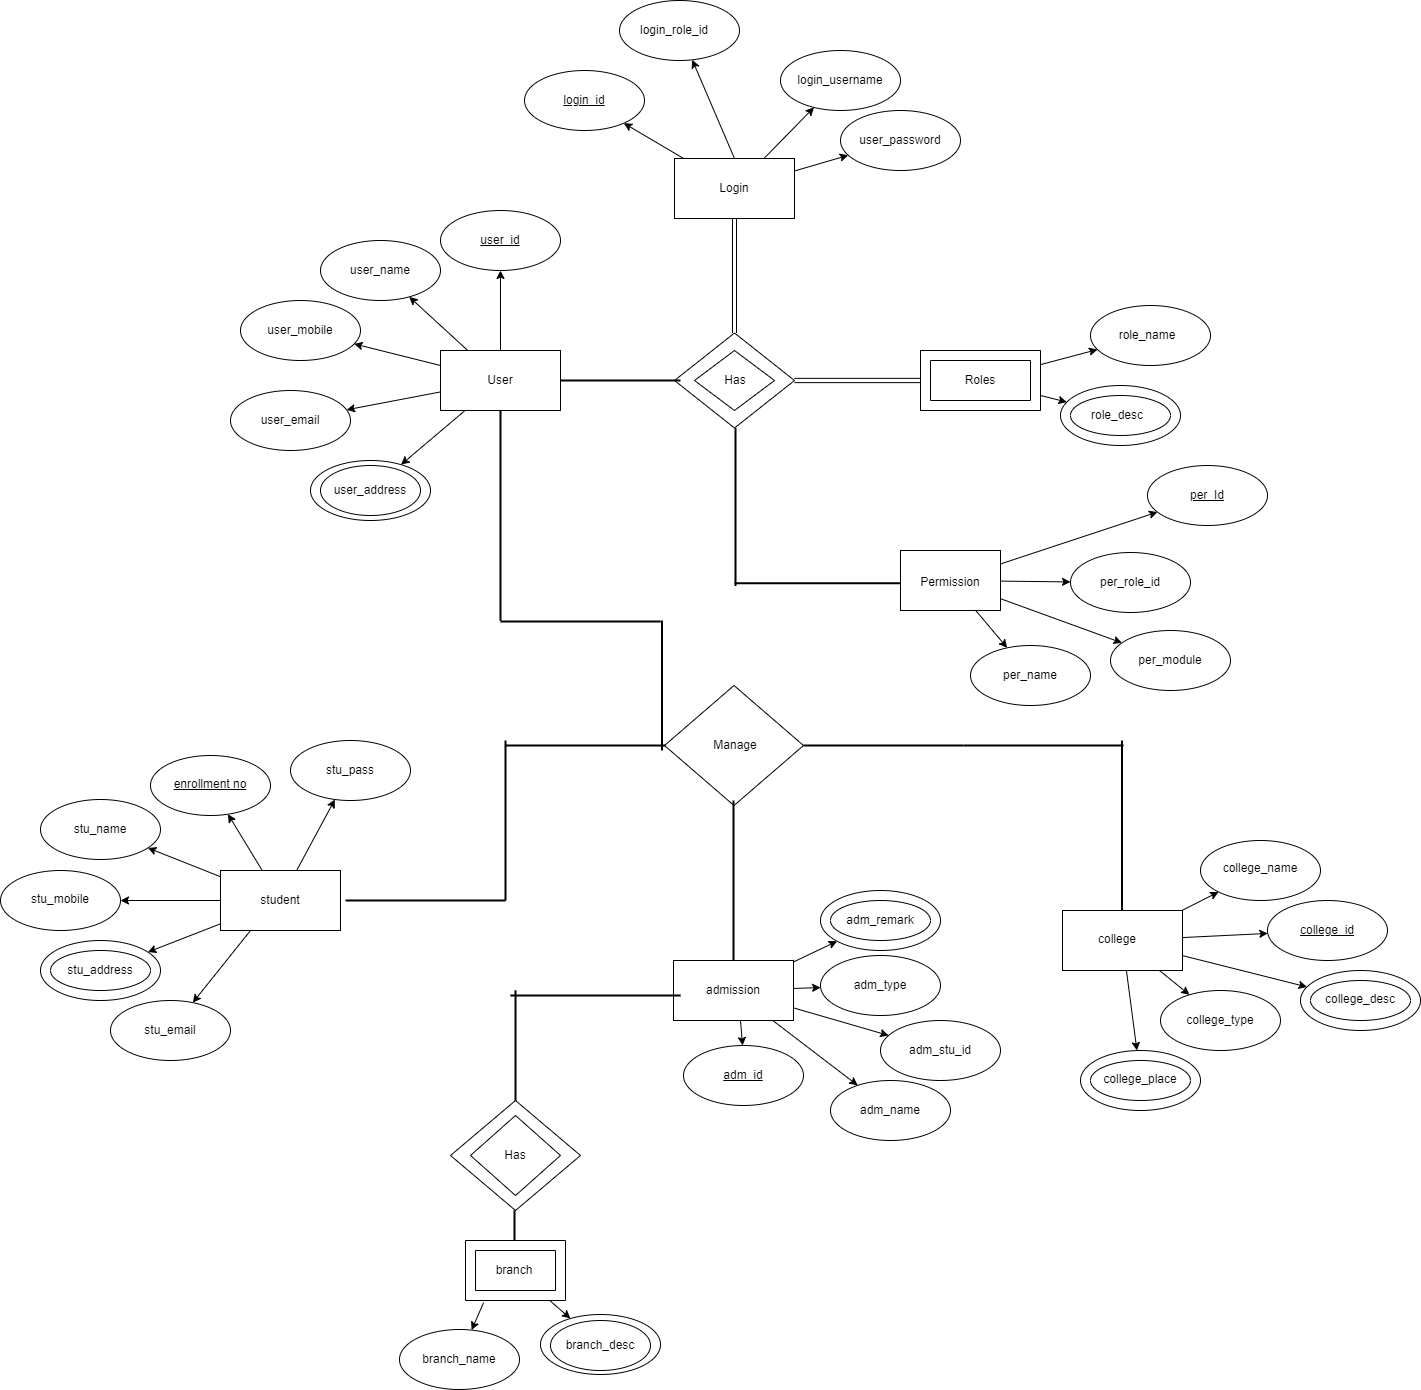 login_role_id
login_username
login_id
user_password
Login
user_id
user_name
user_mobile
role_name
User
Has
Roles
role_desc
user_email
user_address
per_Id
Permission
per_role_id
per_module
per_name
Manage
stu_pass
enrollment no
stu_name
college_name
stu_mobile
student
adm_remark
college_id
college
stu_address
adm_type
admission
college_desc
stu_email
college_type
adm_stu_id
adm_id
college_place
adm_name
Has
branch
branch_desc
branch_name